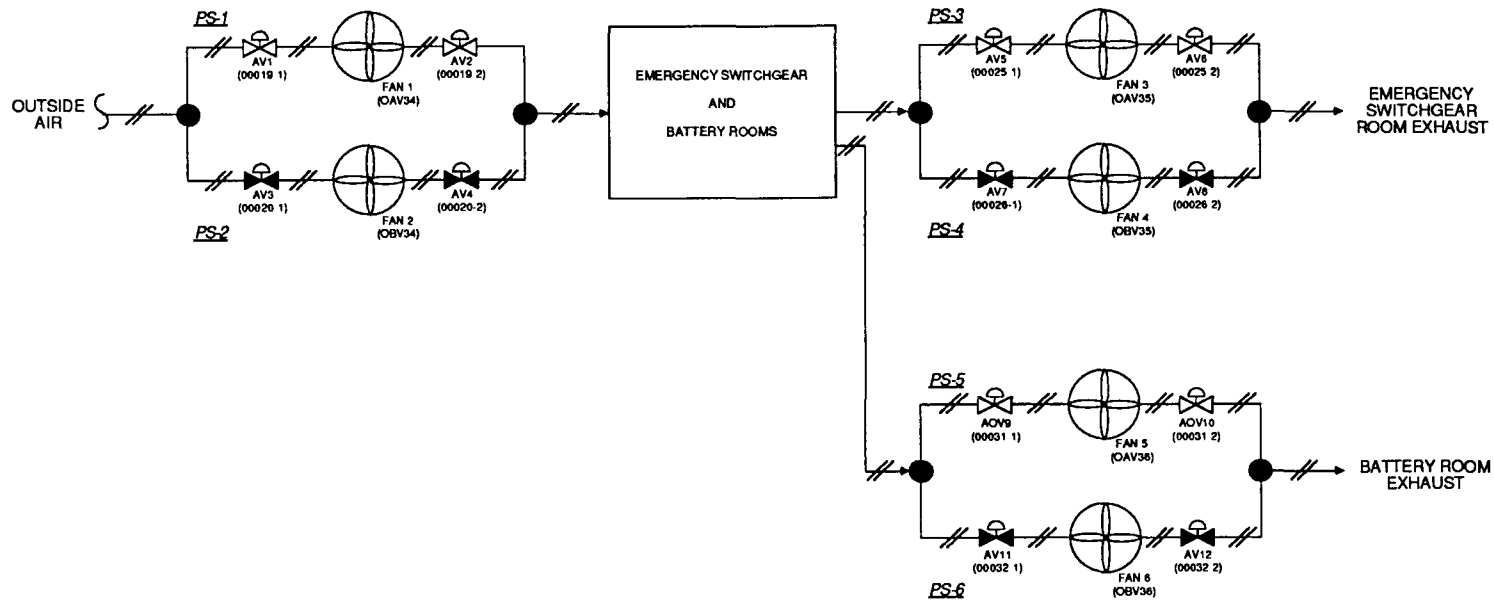 PS-1
AV1
(00019 1)
FAN 1
(OAV34)
AV2
(00019 2)
OUTSIDE
AIR
AV3
(00020 1)
FAN 2
(OBV34)
AV4
(00020-2)
PS-2
EMERGENCY SWITCHGEAR
AND
BATTERY ROOMS
PS-3
AV5
(00025 1)
FAN 3
(OAV35)
AV6
(00025 2)
EMERGENCY
SWITCHGEAR
ROOM EXHAUST
AV7
(00026-1)
FAN 4
(OBV35)
AV8
(00026 2)
PS-4
PS-5
AOV9
(00031 1)
FAN 5
(OAV36)
AOV10
(00031 2)
BATTERY ROOM
EXHAUST
AV11
(00032 1)
FAN 6
(OBV36)
AV12
(00032 2)
PS-6